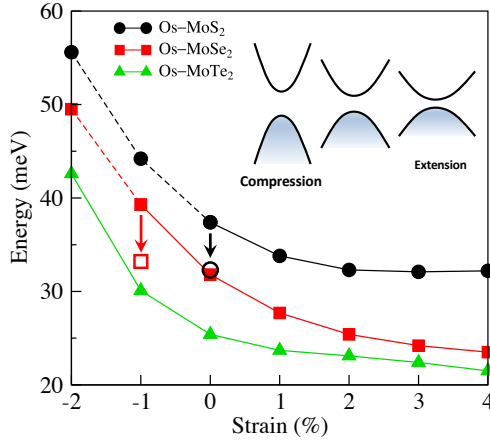 60
50
40
30
20
Energy (meV)
Os−MoS2
Os−MoSe2
Os−MoTe2
Compression
Extension
-2 -1 0 1 2 3 4
Strain (%)